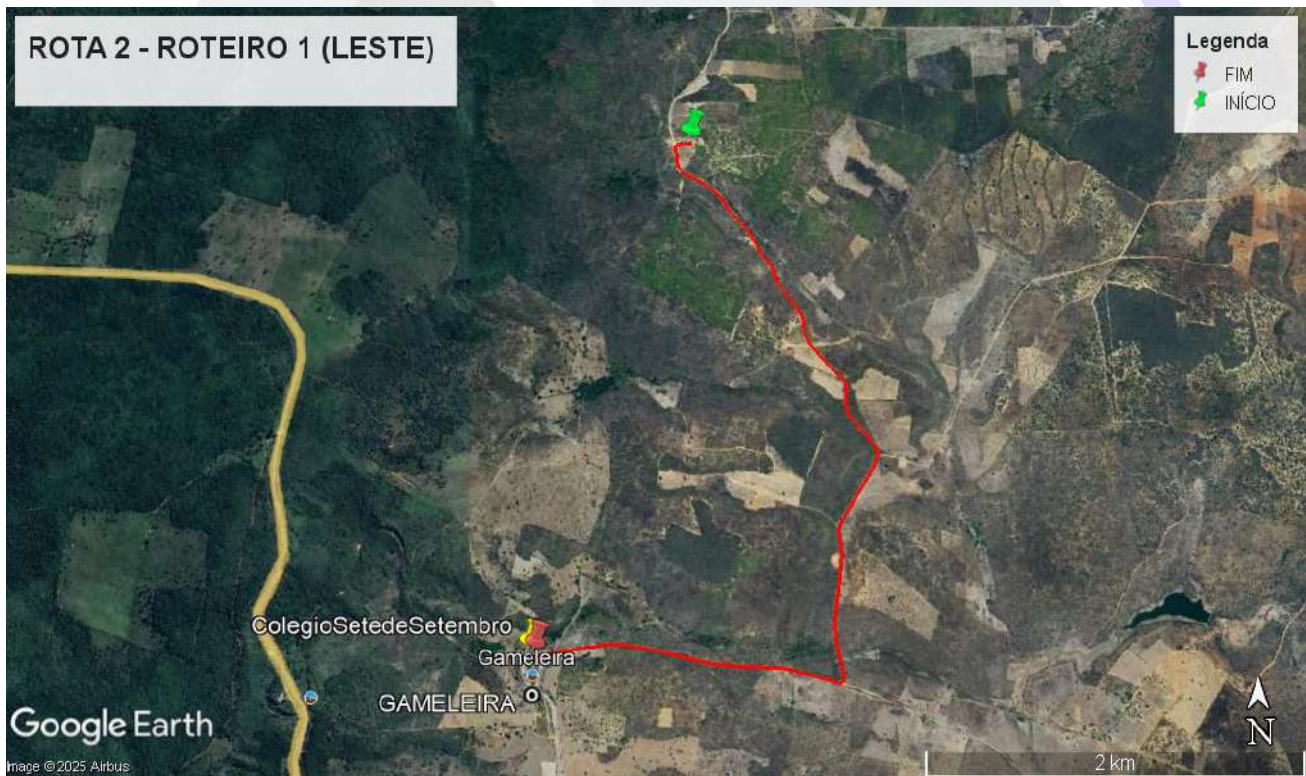 ROTA 2 - ROTEIRO 1 (LESTE)
Legenda
FIM
INÍCIO
ColegioSetedeSetembro
Gameleira
GAMELEIRA
Google Earth
N
Image © 2025 Airbus
2 km